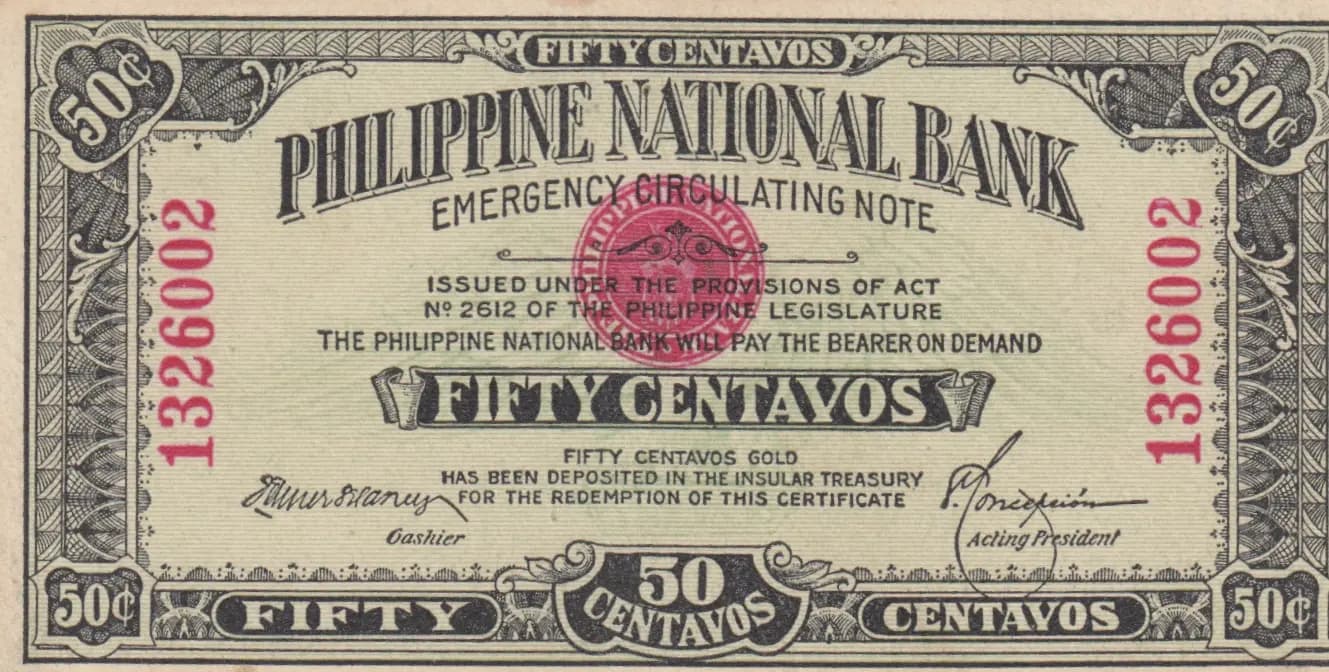 50¢
FIFTY CENTAVOS
50¢
PHILIPPINE NATIONAL BANK
EMERGENCY CIRCULATING NOTE
ISSUED UNDER THE PROVISIONS OF ACT
Nº 2612 OF THE PHILIPPINE LEGISLATURE
THE PHILIPPINE NATIONAL BANK WILL PAY THE BEARER ON DEMAND
1326002
1326002
FIFTY CENTAVOS
FIFTY CENTAVOS GOLD
HAS BEEN DEPOSITED IN THE INSULAR TREASURY
FOR THE REDEMPTION OF THIS CERTIFICATE
Cashier
V. Concepción
Acting President
50¢
FIFTY
50
CENTAVOS
CENTAVOS
50¢